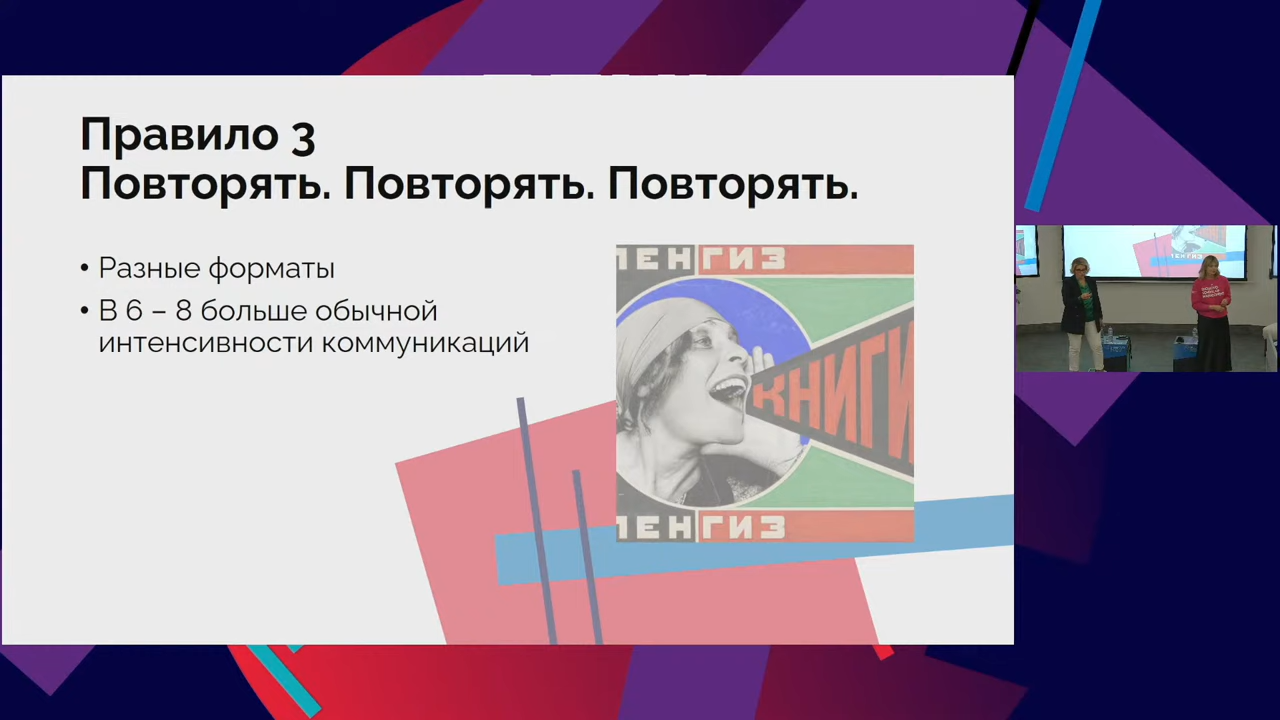 Правило 3
Повторять. Повторять. Повторять.
• Разные форматы
• В 6 – 8 больше обычной
интенсивности коммуникаций
ЛЕНГИЗ
КНИГИ
ЛЕНГИЗ